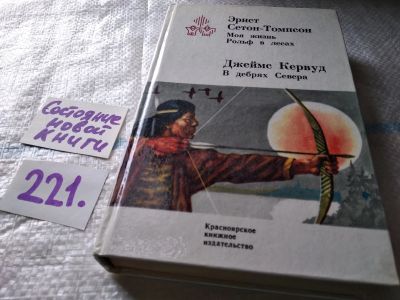 Эрнест
Сетон-Томпсон
Моя жизнь
Рольф в лесах
Джеймс Кервуд
В дебрях Севера
Красноярское
книжное
издательство
Состояние
новой
книги
221.